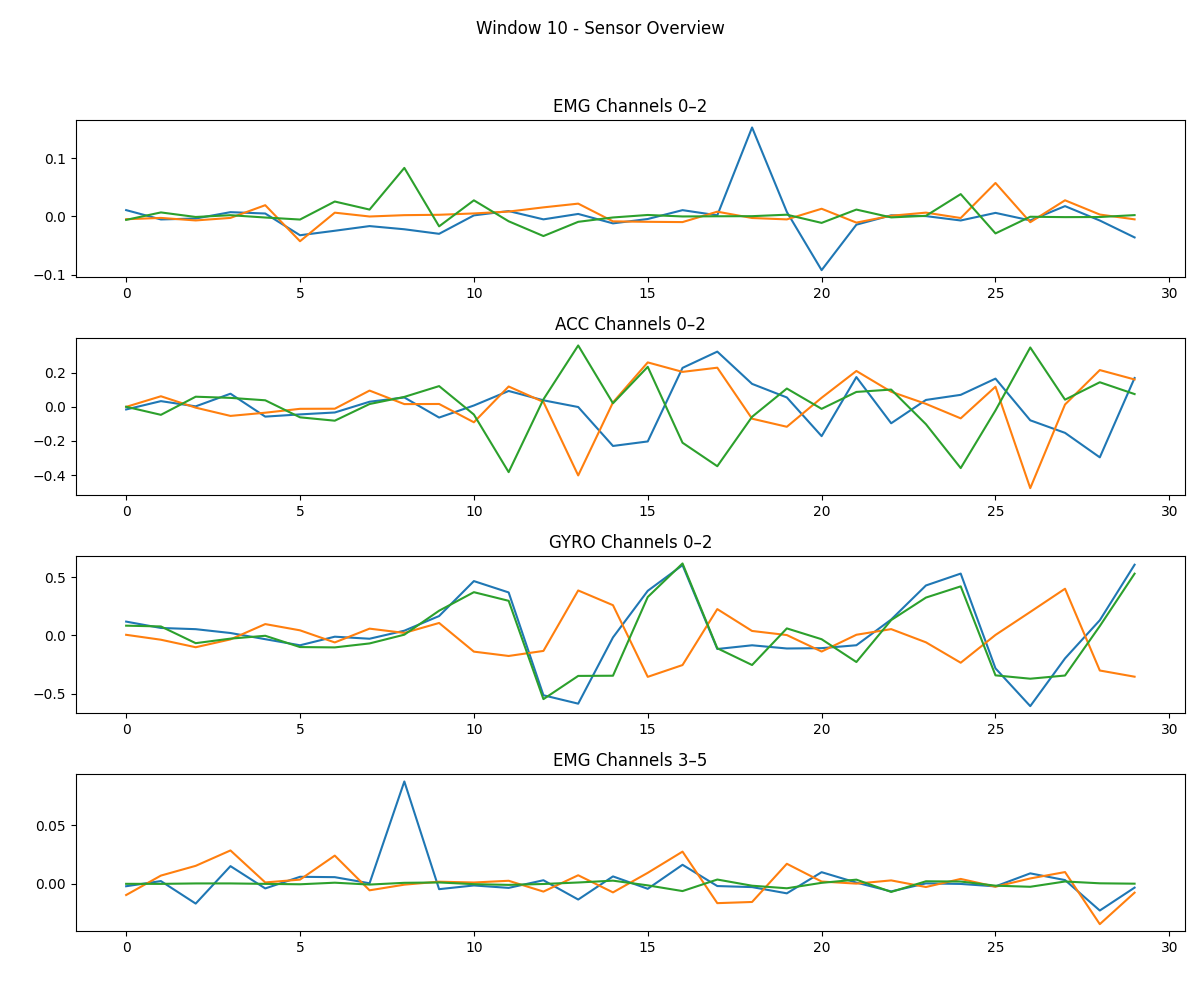 Window 10 - Sensor Overview
EMG Channels 0–2
0.1
0.0
−0.1
0 5 10 15 20 25 30
ACC Channels 0–2
0.2
0.0
−0.2
−0.4
0 5 10 15 20 25 30
GYRO Channels 0–2
0.5
0.0
−0.5
0 5 10 15 20 25 30
EMG Channels 3–5
0.05
0.00
0 5 10 15 20 25 30